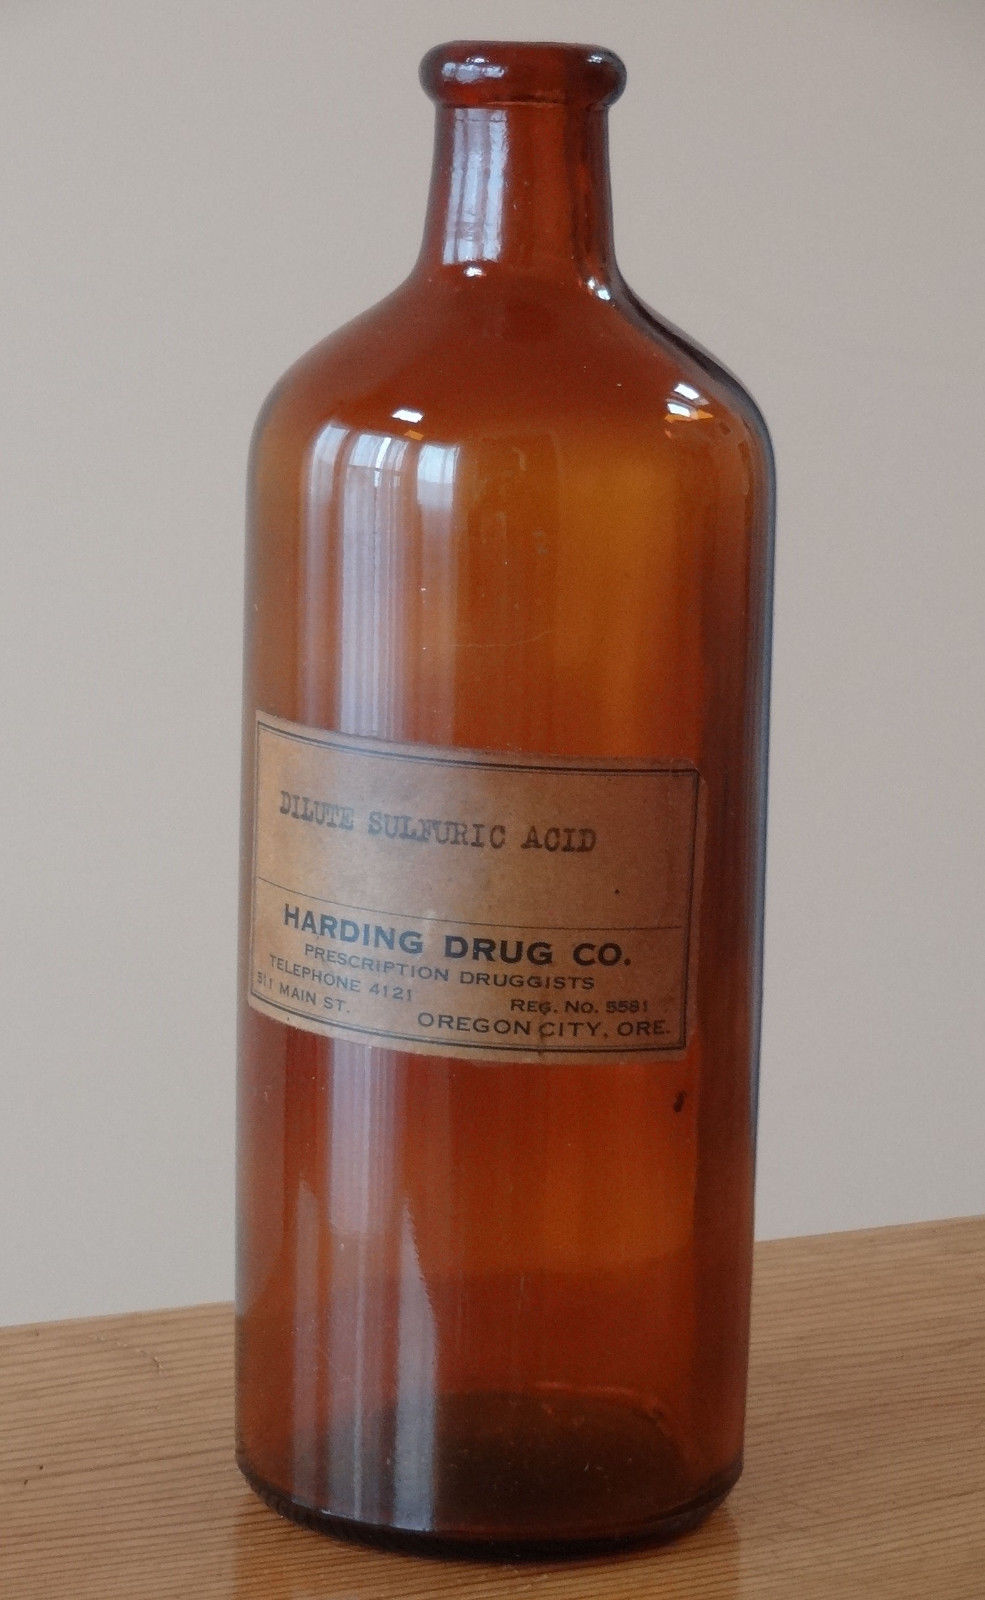 DILUTE SULFURIC ACID
HARDING DRUG CO.
PRESCRIPTION DRUGGISTS
TELEPHONE 4121 REG. NO. 5581
511 MAIN ST. OREGON CITY, ORE.